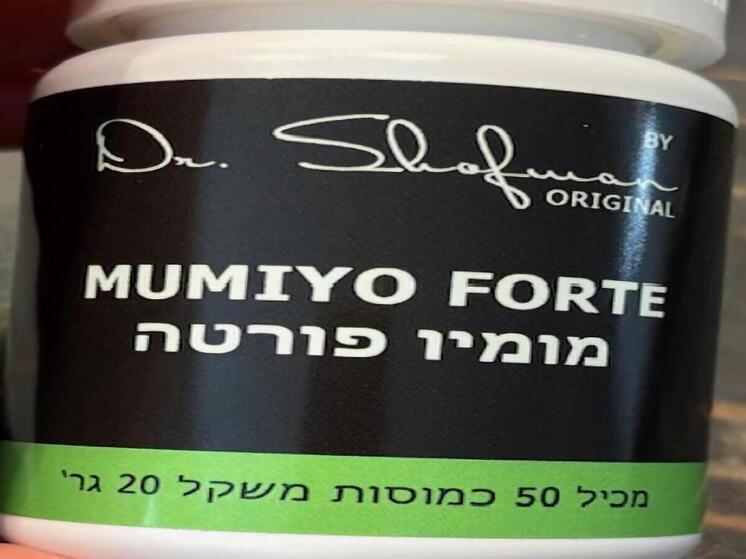 Dr. Shofman
BY
ORIGINAL
MUMIYO FORTE
מומיו פורטה
מכיל 50 כמוסות משקל 20 גר'